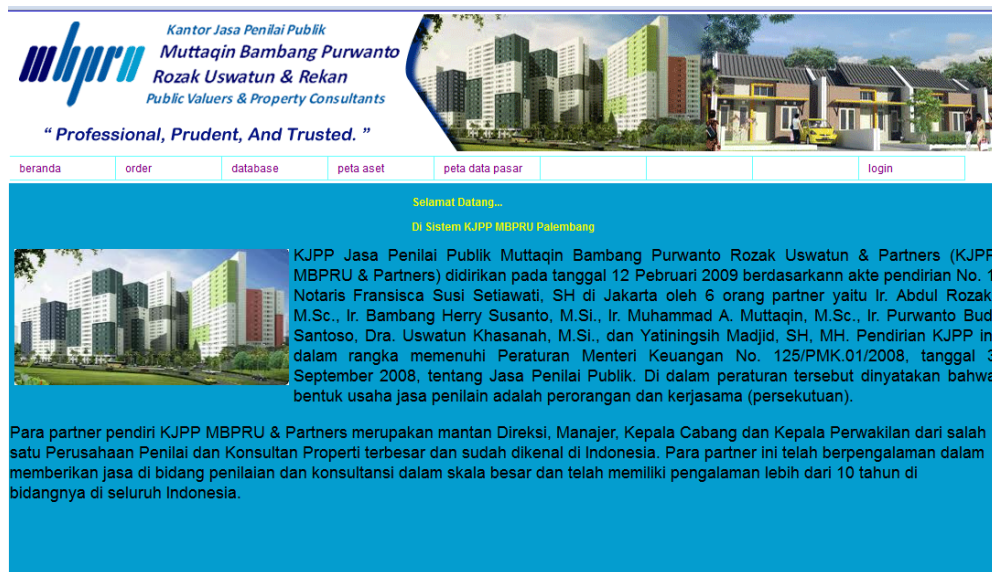 mbpru
Kantor Jasa Penilai Publik
Muttaqin Bambang Purwanto
Rozak Uswatun & Rekan
Public Valuers & Property Consultants
“ Professional, Prudent, And Trusted. ”
beranda order database peta aset peta data pasar login
Selamat Datang...
Di Sistem KJPP MBPRU Palembang
KJPP Jasa Penilai Publik Muttaqin Bambang Purwanto Rozak Uswatun & Partners (KJPP
MBPRU & Partners) didirikan pada tanggal 12 Pebruari 2009 berdasarkann akte pendirian No. 1
Notaris Fransisca Susi Setiawati, SH di Jakarta oleh 6 orang partner yaitu Ir. Abdul Rozak,
M.Sc., Ir. Bambang Herry Susanto, M.Si., Ir. Muhammad A. Muttaqin, M.Sc., Ir. Purwanto Bud
Santoso, Dra. Uswatun Khasanah, M.Si., dan Yatiningsih Madjid, SH, MH. Pendirian KJPP in
dalam rangka memenuhi Peraturan Menteri Keuangan No. 125/PMK.01/2008, tanggal 3
September 2008, tentang Jasa Penilai Publik. Di dalam peraturan tersebut dinyatakan bahwa
bentuk usaha jasa penilain adalah perorangan dan kerjasama (persekutuan).
Para partner pendiri KJPP MBPRU & Partners merupakan mantan Direksi, Manajer, Kepala Cabang dan Kepala Perwakilan dari salah
satu Perusahaan Penilai dan Konsultan Properti terbesar dan sudah dikenal di Indonesia. Para partner ini telah berpengalaman dalam
memberikan jasa di bidang penilaian dan konsultansi dalam skala besar dan telah memiliki pengalaman lebih dari 10 tahun di
bidangnya di seluruh Indonesia.